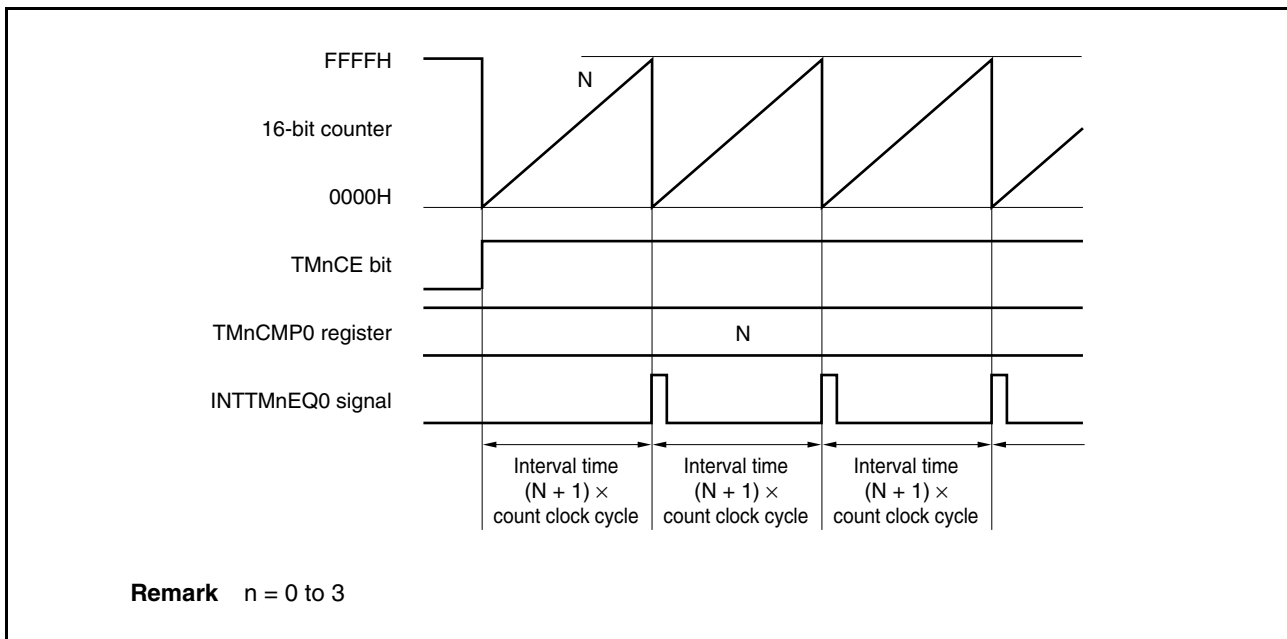 FFFFH
N
16-bit counter
0000H
TMnCE bit
TMnCMP0 register
N
INTTMnEQ0 signal
Interval time
(N + 1) ×
count clock cycle
Interval time
(N + 1) ×
count clock cycle
Interval time
(N + 1) ×
count clock cycle
Remark n = 0 to 3